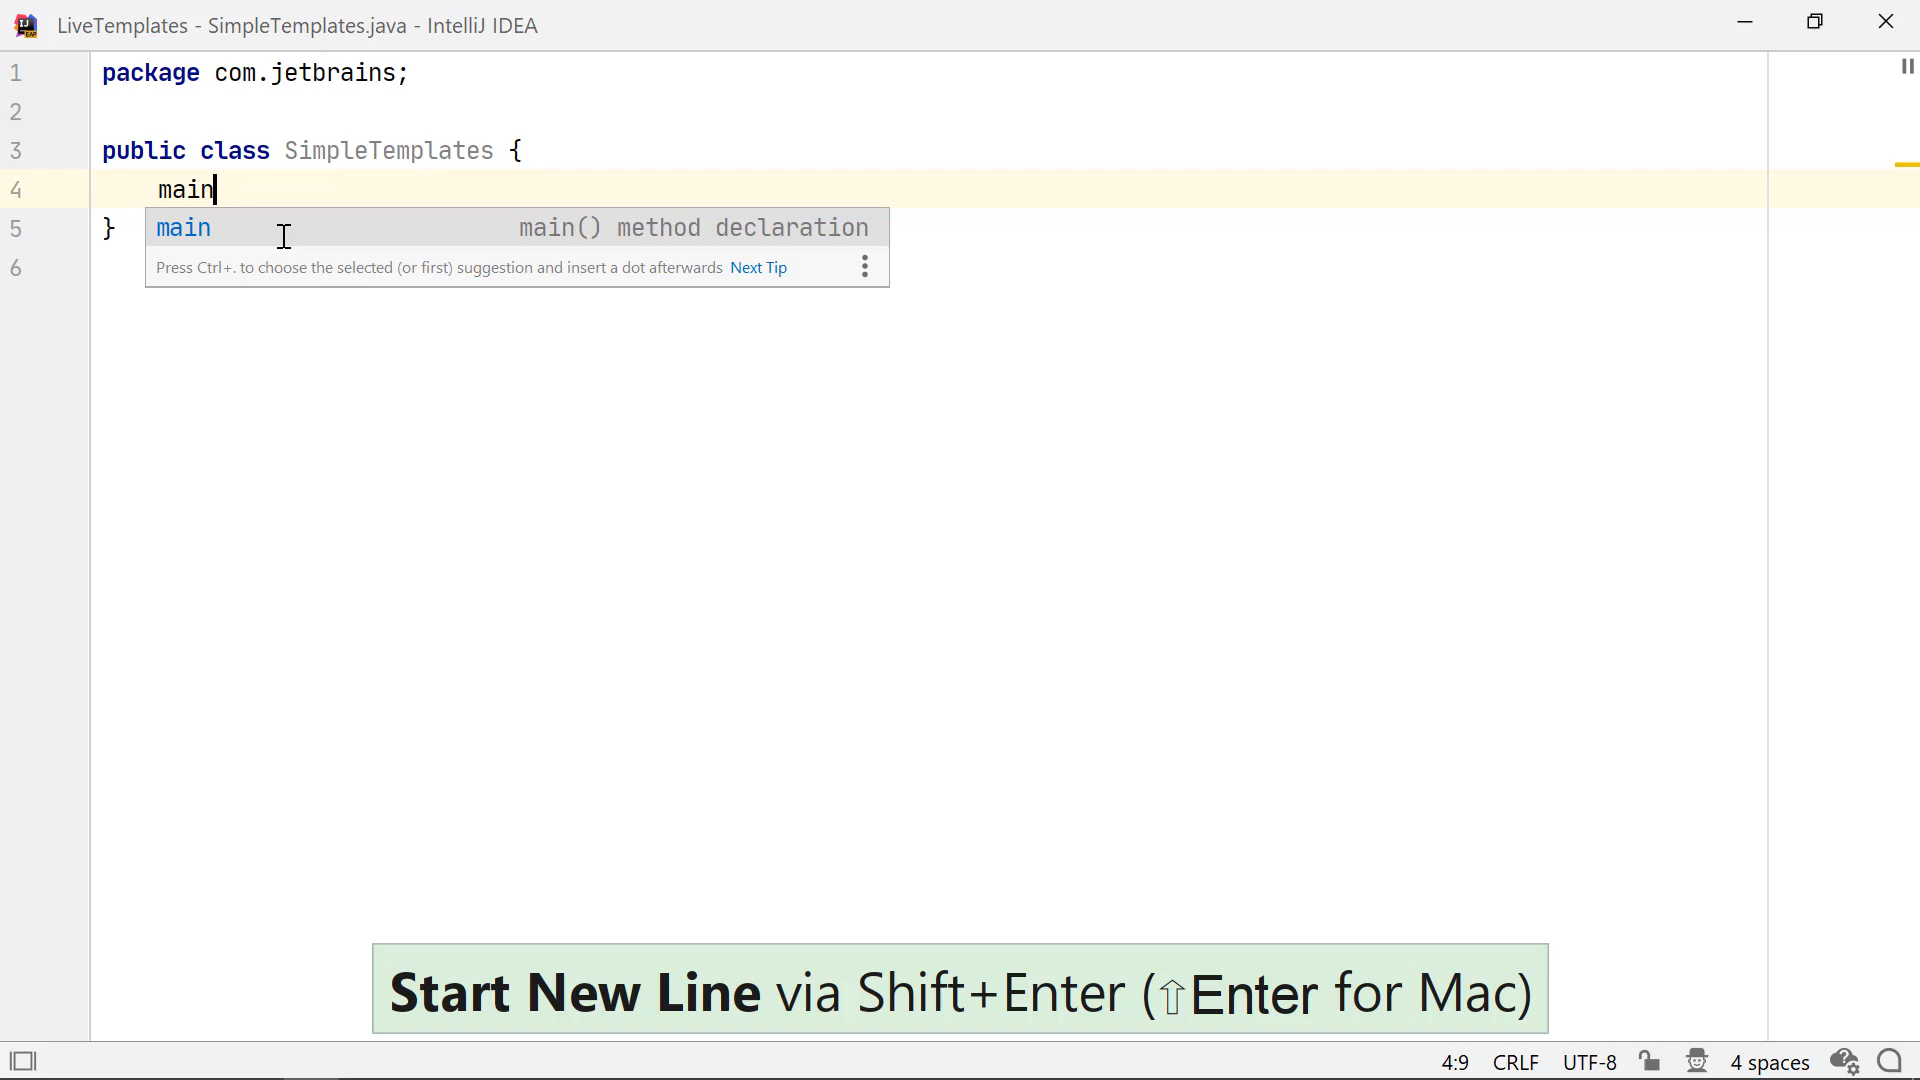 LiveTemplates - SimpleTemplates.java - IntelliJ IDEA
1 package com.jetbrains;
2
3 public class SimpleTemplates {
4 main
5 }
main main() method declaration
6
Press Ctrl+. to choose the selected (or first) suggestion and insert a dot afterwards Next Tip
Start New Line via Shift+Enter (⇧Enter for Mac)
4:9 CRLF UTF-8 4 spaces